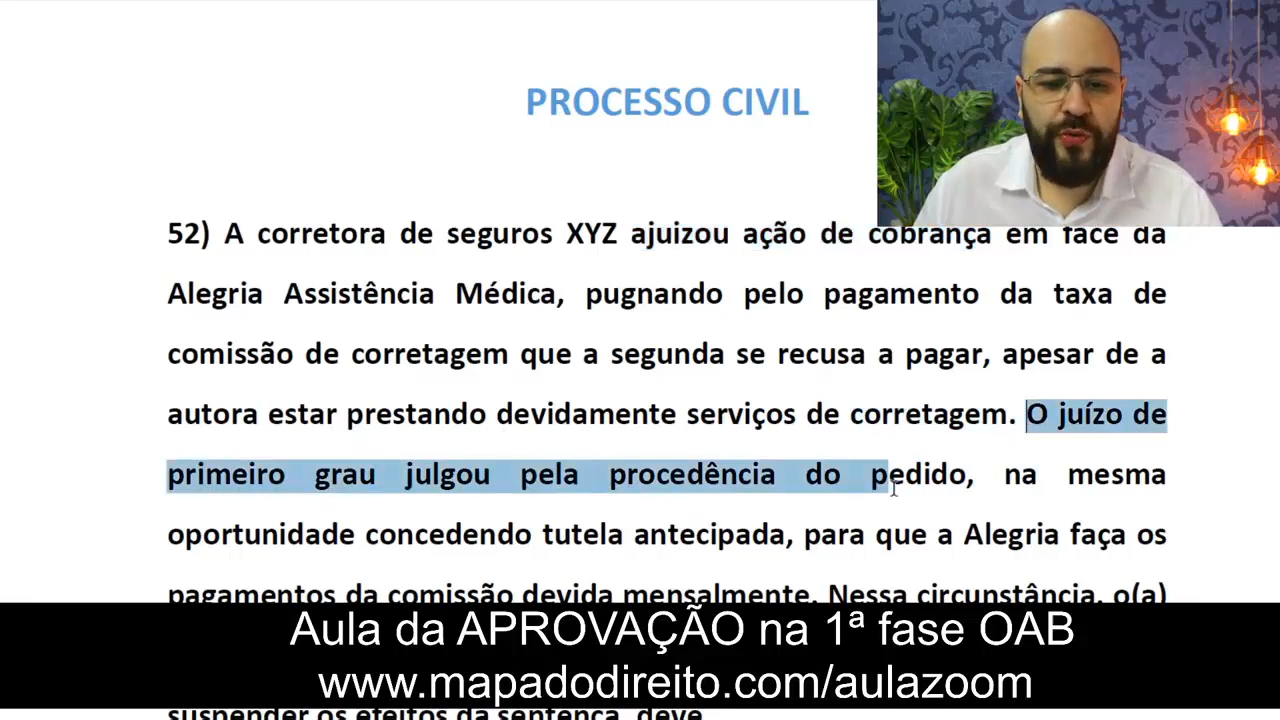 PROCESSO CIVIL
52) A corretora de seguros XYZ ajuizou ação de cobrança em face da
Alegria Assistência Médica, pugnando pelo pagamento da taxa de
comissão de corretagem que a segunda se recusa a pagar, apesar de a
autora estar prestando devidamente serviços de corretagem. O juízo de
primeiro grau julgou pela procedência do pedido, na mesma
oportunidade concedendo tutela antecipada, para que a Alegria faça os
pagamentos da comissão devida mensalmente. Nessa circunstância, o(a)
Aula da APROVAÇÃO na 1ª fase OAB
www.mapadodireito.com/aulazoom
suspender os efeitos da sentença, deve